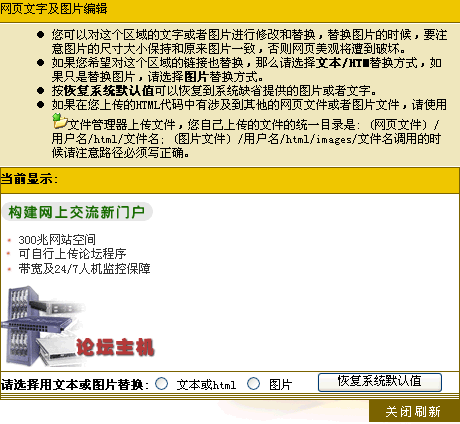 网页文字及图片编辑
● 您可以对这个区域的文字或者图片进行修改和替换，替换图片的时候，要注
意图片的尺寸大小保持和原来图片一致，否则网页美观将遭到破坏。
● 如果您希望对这个区域的链接也替换，那么请选择文本/HTM替换方式，如
果只是替换图片，请选择图片替换方式。
● 按恢复系统默认值可以恢复到系统缺省提供的图片或者文字。
● 如果在您上传的HTML代码中有涉及到其他的网页文件或者图片文件，请使用
文件管理器上传文件，您自己上传的文件的统一目录是：(网页文件）/
用户名/html/文件名；(图片文件）/用户名/html/images/文件名调用的时
候请注意路径必须写正确。
当前显示：
构建网上交流新门户
* 300兆网站空间
* 可自行上传论坛程序
* 带宽及24/7人机监控保障
论坛主机
请选择用文本或图片替换： 文本或html 图片 恢复系统默认值
关闭刷新